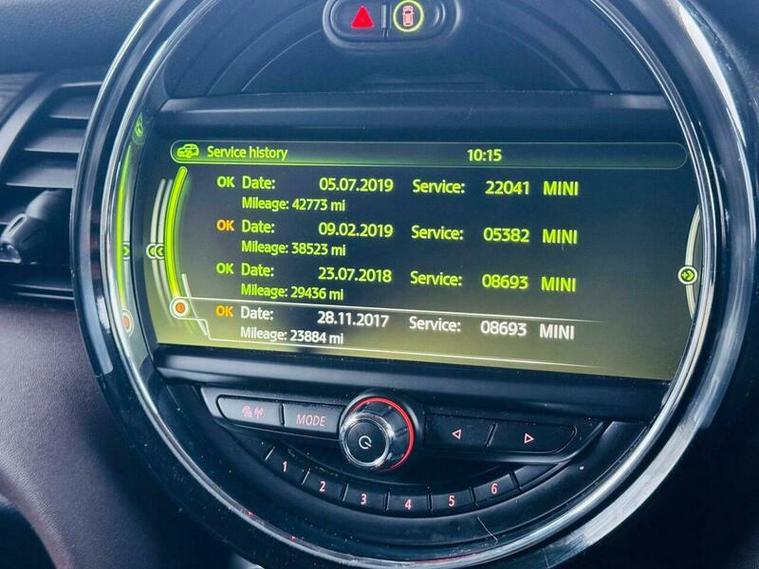 Service history 10:15
OK Date: 05.07.2019 Service: 22041 MINI
Mileage: 42773 mi
OK Date: 09.02.2019 Service: 05382 MINI
Mileage: 38523 mi
OK Date: 23.07.2018 Service: 08693 MINI
Mileage: 29436 mi
OK Date: 28.11.2017 Service: 08693 MINI
Mileage: 23884 mi
MODE
1 2 3 4 5 6